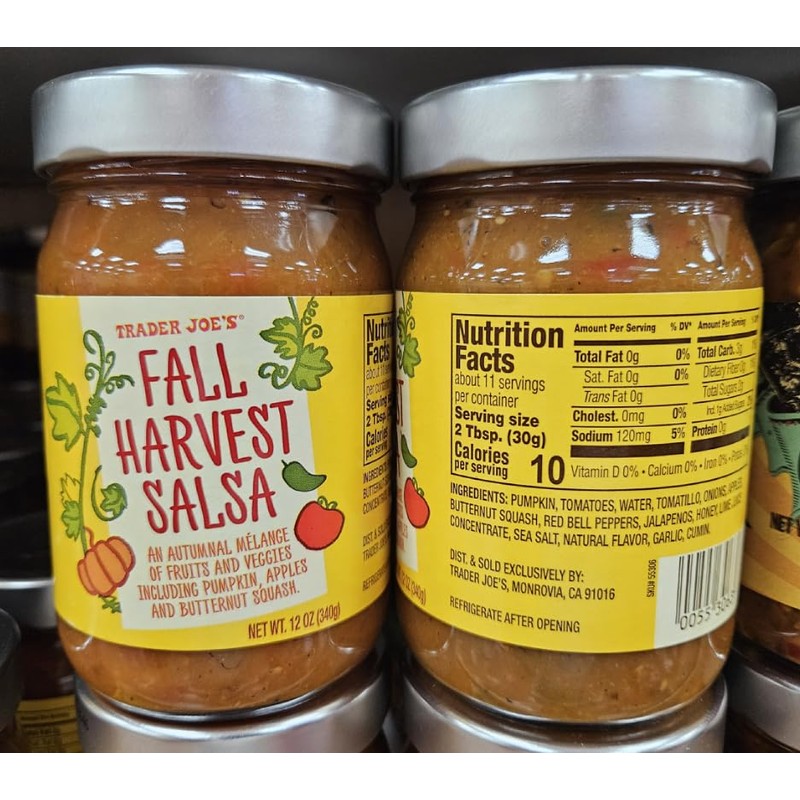 TRADER JOE'S®
FALL
HARVEST
SALSA
AN AUTUMNAL MÉLANGE
OF FRUITS AND VEGGIES
INCLUDING PUMPKIN, APPLES
AND BUTTERNUT SQUASH.
NET WT. 12 OZ (340g)
Nutrition
Facts
about 11 servings
per container
Serving size
2 Tbsp. (30g)
Calories
per serving
10
Amount Per Serving % DV*
Total Fat 0g 0%
Sat. Fat 0g 0%
Trans Fat 0g
Cholest. 0mg 0%
Sodium 120mg 5%
Amount Per Serving
Total Carb.
Dietary Fiber
Total Sugars
Protein 0g
Vitamin D 0% • Calcium 0% • Iron 0% •
INGREDIENTS: PUMPKIN, TOMATOES, WATER, TOMATILLO, ONIONS, APPLES,
BUTTERNUT SQUASH, RED BELL PEPPERS, JALAPENOS, HONEY, LIME JUICE
CONCENTRATE, SEA SALT, NATURAL FLAVOR, GARLIC, CUMIN.
DIST. & SOLD EXCLUSIVELY BY:
TRADER JOE'S, MONROVIA, CA 91016
REFRIGERATE AFTER OPENING